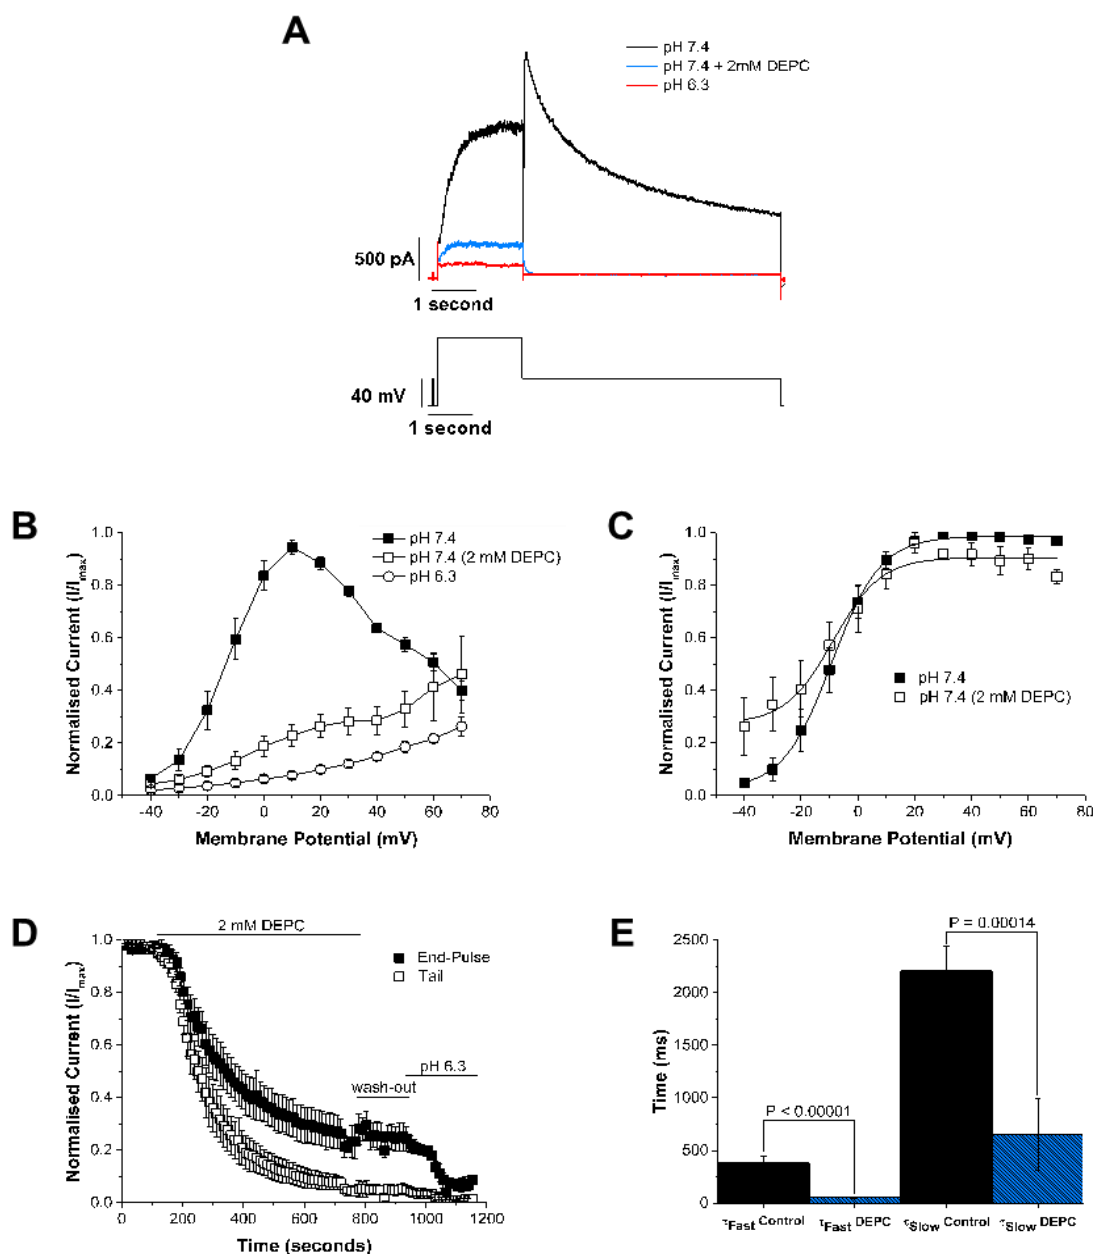 A
pH 7.4
pH 7.4 + 2mM DEPC
pH 6.3
500 pA
1 second
40 mV
1 second
B
Normalised Current (I/Imax)
1.0
0.8
0.6
0.4
0.2
0.0
-40 -20 0 20 40 60 80
Membrane Potential (mV)
pH 7.4
pH 7.4 (2 mM DEPC)
pH 6.3
C
Normalised Current (I/Imax)
1.0
0.8
0.6
0.4
0.2
0.0
-40 -20 0 20 40 60 80
Membrane Potential (mV)
pH 7.4
pH 7.4 (2 mM DEPC)
D
2 mM DEPC
End-Pulse
Tail
pH 6.3
wash-out
Normalised Current (I/Imax)
1.0
0.8
0.6
0.4
0.2
0.0
0 200 400 600 800 1000 1200
Time (seconds)
E
P = 0.00014
P < 0.00001
Time (ms)
2500
2000
1500
1000
500
0
τFast Control τFast DEPC τSlow Control τSlow DEPC